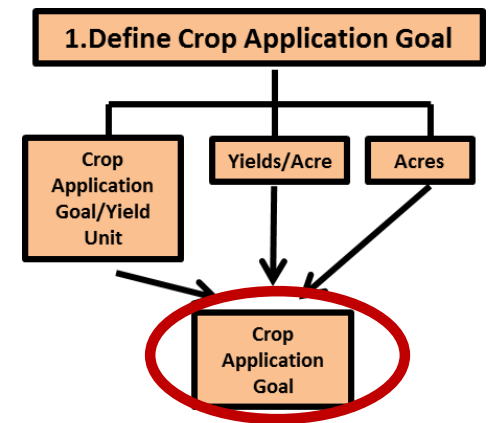 1.Define Crop Application Goal
Crop
Application
Goal/Yield
Unit
Yields/Acre
Acres
Crop
Application
Goal